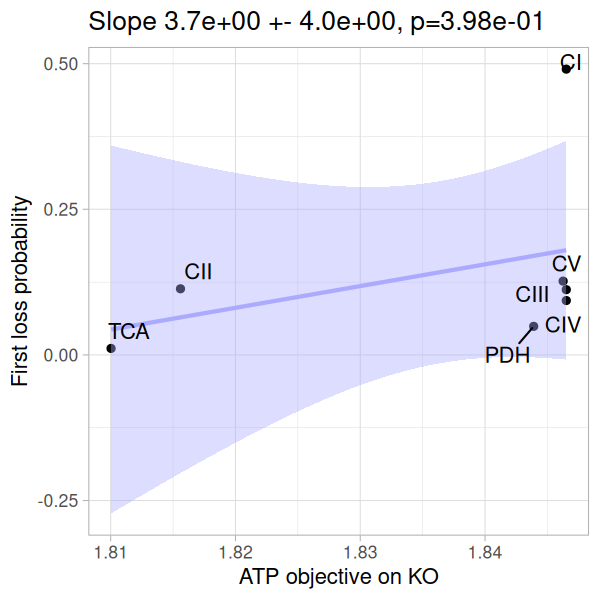 Slope 3.7e+00 +- 4.0e+00, p=3.98e-01
First loss probability
0.50
0.25
0.00
-0.25
CI
CII
CV
CIII
TCA
CIV
PDH
1.81
1.82
1.83
1.84
ATP objective on KO